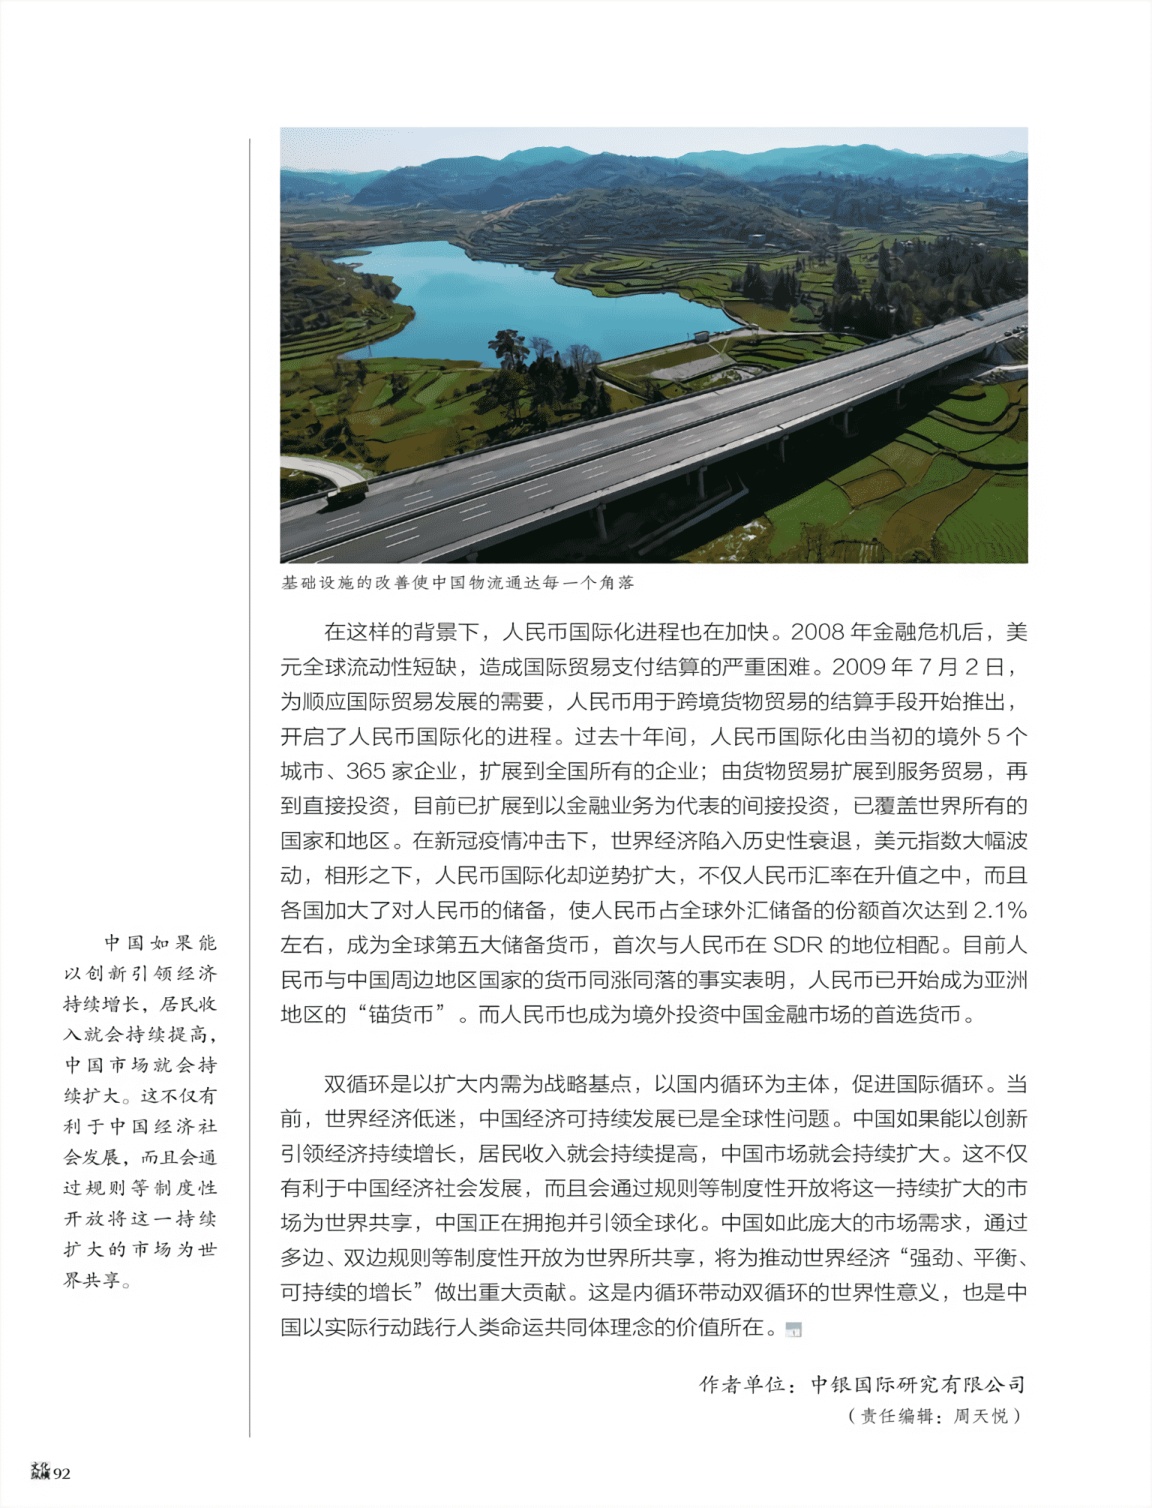 基础设施的改善使中国物流通达每一个角落
在这样的背景下，人民币国际化进程也在加快。2008 年金融危机后，美
元全球流动性短缺，造成国际贸易支付结算的严重困难。2009 年 7 月 2 日，
为顺应国际贸易发展的需要，人民币用于跨境货物贸易的结算手段开始推出，
开启了人民币国际化的进程。过去十年间，人民币国际化由当初的境外 5 个
城市、365 家企业，扩展到全国所有的企业；由货物贸易扩展到服务贸易，再
到直接投资，目前已扩展到以金融业务为代表的间接投资，已覆盖世界所有的
国家和地区。在新冠疫情冲击下，世界经济陷入历史性衰退，美元指数大幅波
动，相形之下，人民币国际化却逆势扩大，不仅人民币汇率在升值之中，而且
各国加大了对人民币的储备，使人民币占全球外汇储备的份额首次达到 2.1%
左右，成为全球第五大储备货币，首次与人民币在 SDR 的地位相配。目前人
民币与中国周边地区国家的货币同涨同落的事实表明，人民币已开始成为亚洲
地区的“锚货币”。而人民币也成为境外投资中国金融市场的首选货币。
双循环是以扩大内需为战略基点，以国内循环为主体，促进国际循环。当
前，世界经济低迷，中国经济可持续发展已是全球性问题。中国如果能以创新
引领经济持续增长，居民收入就会持续提高，中国市场就会持续扩大。这不仅
有利于中国经济社会发展，而且会通过规则等制度性开放将这一持续扩大的市
场为世界共享，中国正在拥抱并引领全球化。中国如此庞大的市场需求，通过
多边、双边规则等制度性开放为世界所共享，将为推动世界经济“强劲、平衡、
可持续的增长”做出重大贡献。这是内循环带动双循环的世界性意义，也是中
国以实际行动践行人类命运共同体理念的价值所在。
作者单位：中银国际研究有限公司
（责任编辑：周天悦）
中国如果能
以创新引领经济
持续增长，居民收
入就会持续提高，
中国市场就会持
续扩大。这不仅有
利于中国经济社
会发展，而且会通
过规则等制度性
开放将这一持续
扩大的市场为世
界共享。
文化
纵横 92